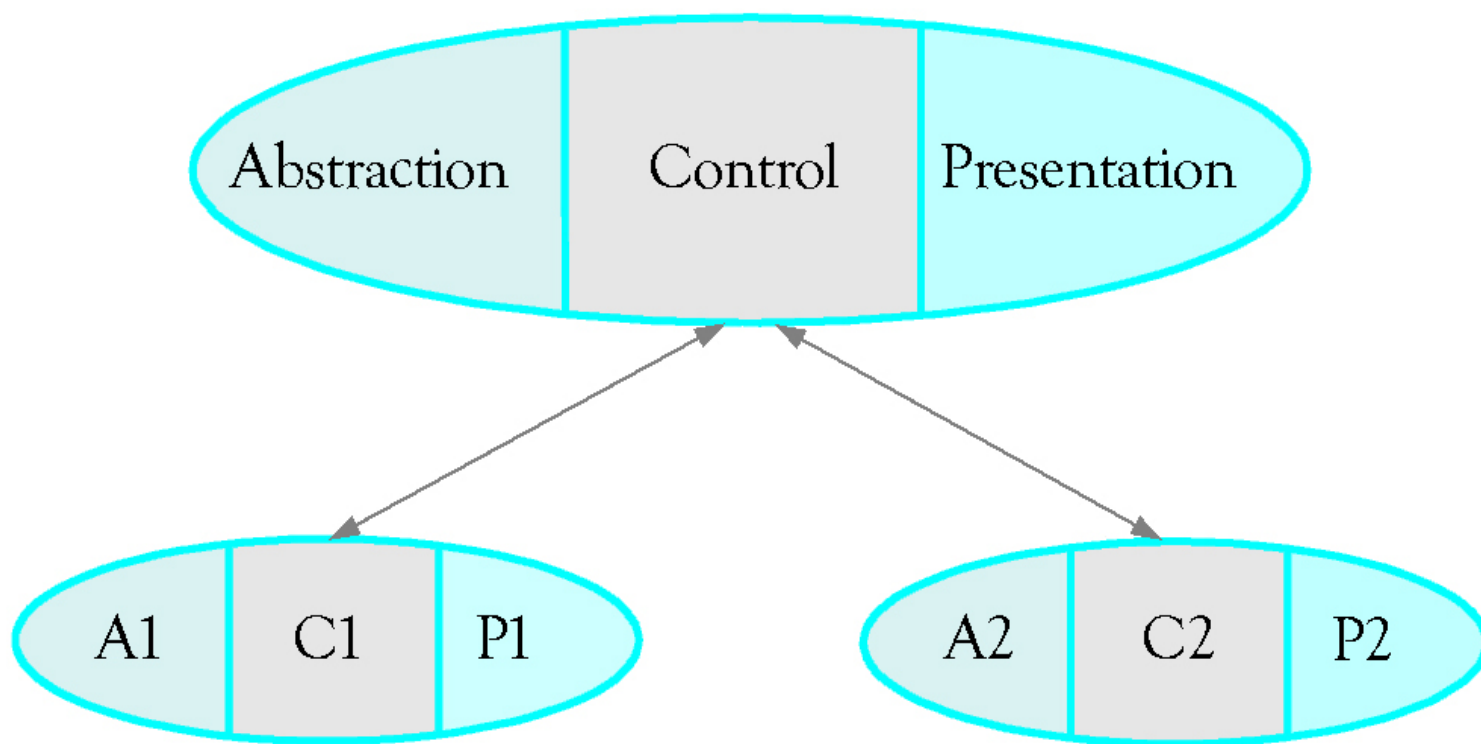 Abstraction Control Presentation
A1 C1 P1 A2 C2 P2